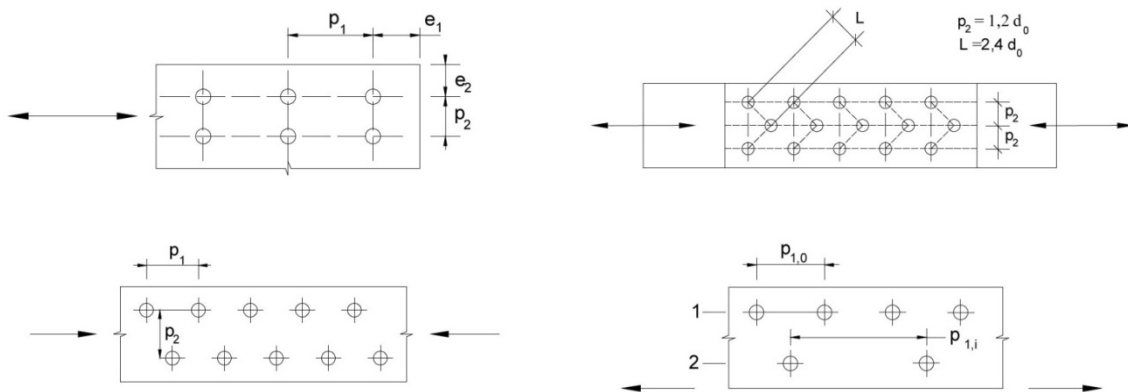 p₁ e₁
e₂
p₂
L
p₂ = 1,2 d₀
L =2,4 d₀
p₂
p₂
p₁
p₂
p₁,₀
1
p₁,ᵢ
2